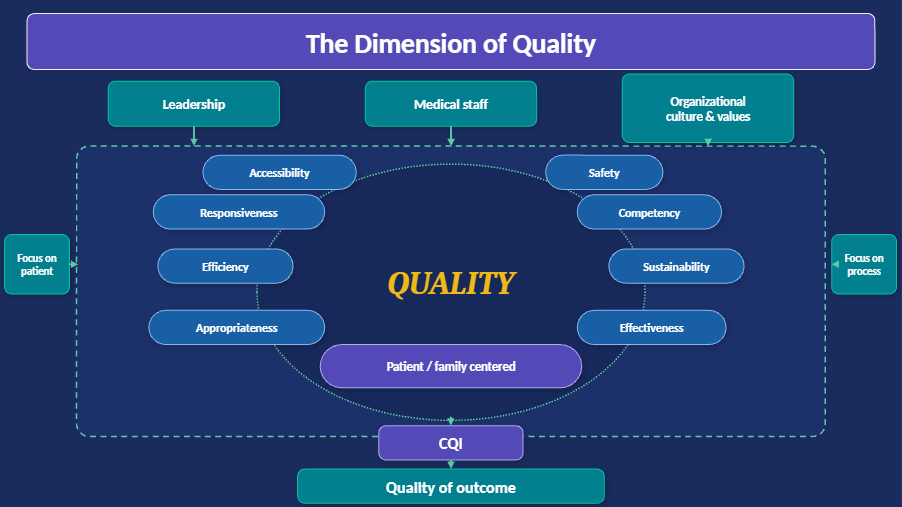 The Dimension of Quality
Leadership
Medical staff
Organizational
culture & values
Accessibility
Safety
Responsiveness
Competency
Focus on
patient
Efficiency
QUALITY
Sustainability
Focus on
process
Appropriateness
Effectiveness
Patient / family centered
CQI
Quality of outcome